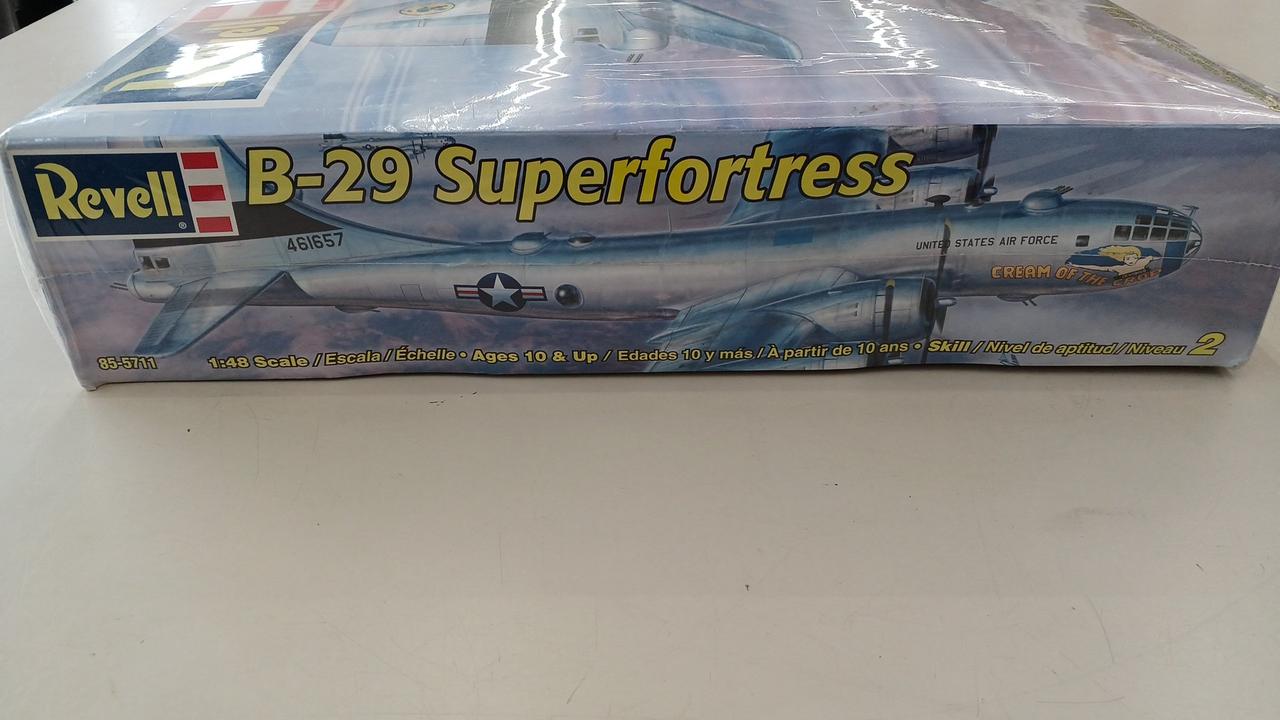 Revell
Revell®
B-29 Superfortress
461657
UNITED STATES AIR FORCE
CREAM OF THE CROP
85-5711
1:48 Scale / Escala / Échelle • Ages 10 & Up / Edades 10 y más / À partir de 10 ans • Skill / Nivel de aptitud / Niveau 2